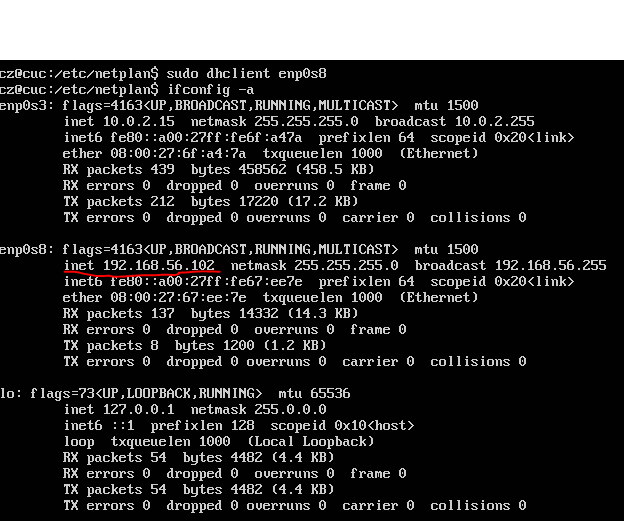 cz@cuc:/etc/netplan$ sudo dhclient enp0s8
cz@cuc:/etc/netplan$ ifconfig -a
enp0s3: flags=4163<UP,BROADCAST,RUNNING,MULTICAST>  mtu 1500
inet 10.0.2.15  netmask 255.255.255.0  broadcast 10.0.2.255
inet6 fe80::a00:27ff:fe6f:a47a  prefixlen 64  scopeid 0x20<link>
ether 08:00:27:6f:a4:7a  txqueuelen 1000  (Ethernet)
RX packets 439  bytes 458562 (458.5 KB)
RX errors 0  dropped 0  overruns 0  frame 0
TX packets 212  bytes 17220 (17.2 KB)
TX errors 0  dropped 0 overruns 0  carrier 0  collisions 0
enp0s8: flags=4163<UP,BROADCAST,RUNNING,MULTICAST>  mtu 1500
inet 192.168.56.102  netmask 255.255.255.0  broadcast 192.168.56.255
inet6 fe80::a00:27ff:fe67:ee7e  prefixlen 64  scopeid 0x20<link>
ether 08:00:27:67:ee:7e  txqueuelen 1000  (Ethernet)
RX packets 137  bytes 14332 (14.3 KB)
RX errors 0  dropped 0  overruns 0  frame 0
TX packets 8  bytes 1200 (1.2 KB)
TX errors 0  dropped 0 overruns 0  carrier 0  collisions 0
lo: flags=73<UP,LOOPBACK,RUNNING>  mtu 65536
inet 127.0.0.1  netmask 255.0.0.0
inet6 ::1  prefixlen 128  scopeid 0x10<host>
loop  txqueuelen 1000  (Local Loopback)
RX packets 54  bytes 4482 (4.4 KB)
RX errors 0  dropped 0  overruns 0  frame 0
TX packets 54  bytes 4482 (4.4 KB)
TX errors 0  dropped 0 overruns 0  carrier 0  collisions 0